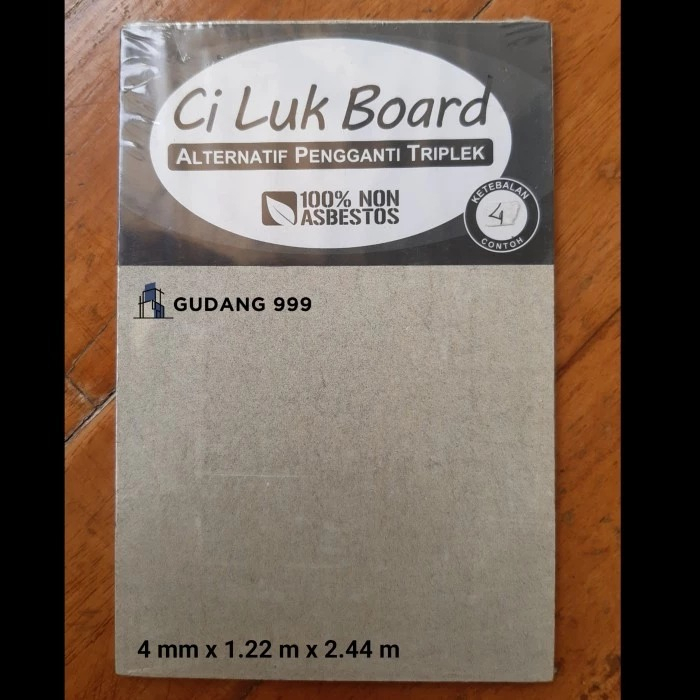 Ci Luk Board
ALTERNATIF PENGGANTI TRIPLEK
100% NON
ASBESTOS
KETEBALAN
4
CONTOH
GUDANG 999
4 mm x 1.22 m x 2.44 m